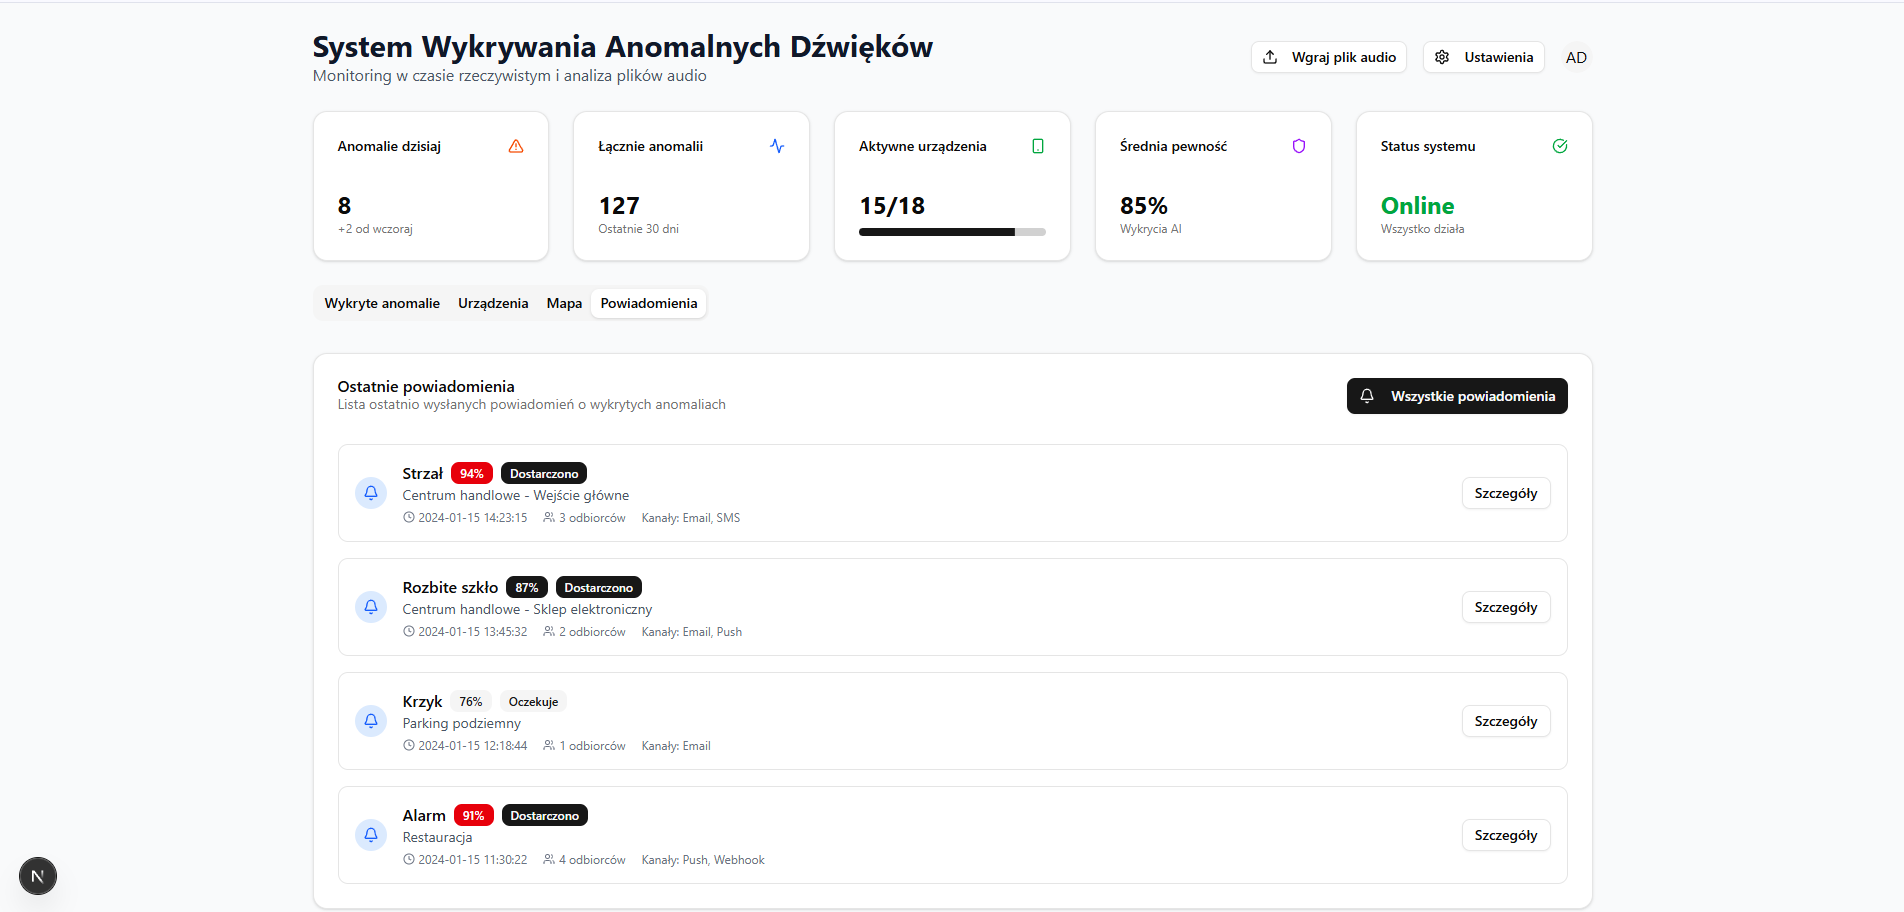 System Wykrywania Anomalnych Dźwięków
Monitoring w czasie rzeczywistym i analiza plików audio
Wgraj plik audio
Ustawienia
AD
Anomalie dzisiaj
8
+2 od wczoraj
Łącznie anomalii
127
Ostatnie 30 dni
Aktywne urządzenia
15/18
Średnia pewność
85%
Wykrycia AI
Status systemu
Online
Wszystko działa
Wykryte anomalie
Urządzenia
Mapa
Powiadomienia
Ostatnie powiadomienia
Lista ostatnio wysłanych powiadomień o wykrytych anomaliach
Wszystkie powiadomienia
Strzał 94% Dostarczono
Centrum handlowe - Wejście główne
2024-01-15 14:23:15 3 odbiorców Kanały: Email, SMS
Szczegóły
Rozbite szkło 87% Dostarczono
Centrum handlowe - Sklep elektroniczny
2024-01-15 13:45:32 2 odbiorców Kanały: Email, Push
Szczegóły
Krzyk 76% Oczekuje
Parking podziemny
2024-01-15 12:18:44 1 odbiorców Kanały: Email
Szczegóły
Alarm 91% Dostarczono
Restauracja
2024-01-15 11:30:22 4 odbiorców Kanały: Push, Webhook
Szczegóły
N